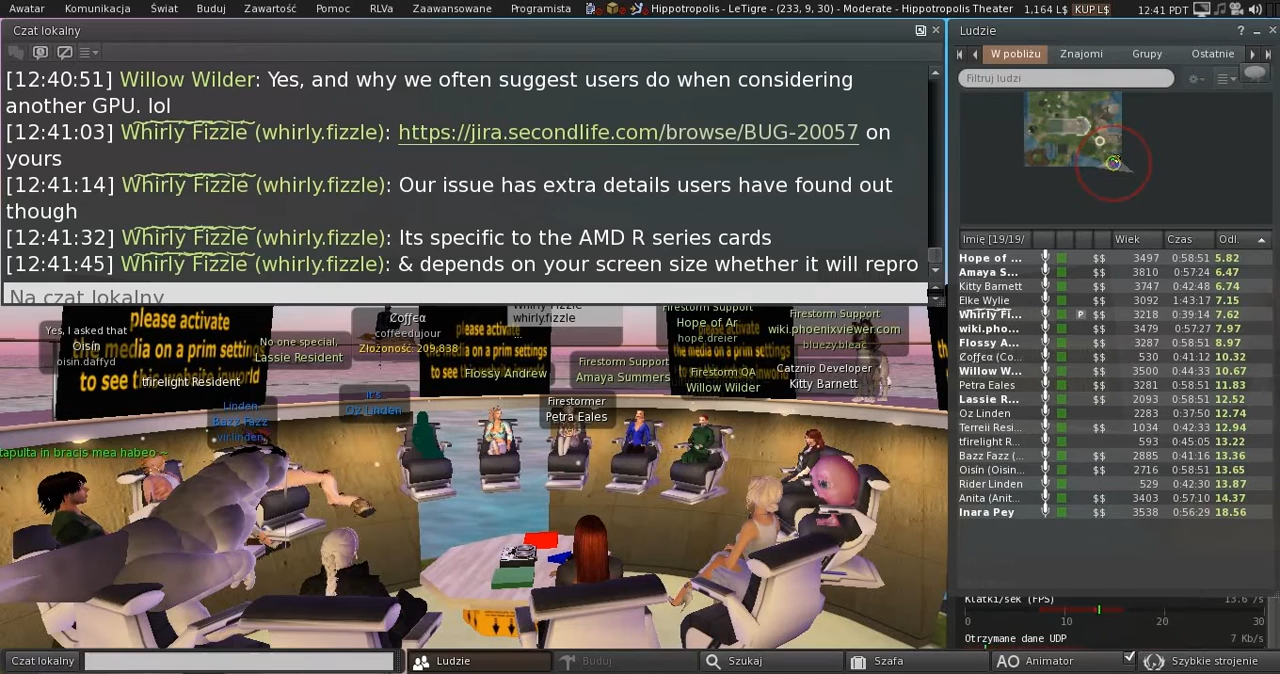 Awatar Komunikacja Świat Buduj Zawartość Pomoc RLVa Zaawansowane Programista Hippotropolis - LeTigre - (233, 9, 30) - Moderate - Hippotropolis Theater 1,164 L$ KUP L$ 12:41 PDT
Czat lokalny
[12:40:51] Willow Wilder: Yes, and why we often suggest users do when considering
another GPU. lol
[12:41:03] Whirly Fizzle (whirly.fizzle): https://jira.secondlife.com/browse/BUG-20057 on
yours
[12:41:14] Whirly Fizzle (whirly.fizzle): Our issue has extra details users have found out
though
[12:41:32] Whirly Fizzle (whirly.fizzle): Its specific to the AMD R series cards
[12:41:45] Whirly Fizzle (whirly.fizzle): & depends on your screen size whether it will repro
Na czat lokalny
Ludzie
W pobliżu Znajomi Grupy Ostatnie
Filtruj ludzi
Imię [19/19/ Wiek Czas Odl.
Hope of ... $$ 3497 0:58:51 5.82
Amaya S... $$ 3810 0:57:24 6.47
Kitty Barnett $$ 3747 0:42:48 6.74
Elke Wylie 3092 1:43:17 7.15
Whirly Fi... P $$ 3218 0:39:14 7.62
wiki.pho... $$ 3479 0:57:27 7.97
Flossy A... $$ 3287 0:58:51 8.97
Coffεα (Co... $$ 530 0:41:12 10.32
Willow W... $$ 3500 0:44:33 10.67
Petra Eales $$ 3281 0:58:51 11.83
Lassie R... $$ 2093 0:58:51 12.52
Oz Linden 2283 0:37:50 12.74
Terreii Resi... $$ 1034 0:42:33 12.94
tfirelight R... 593 0:45:05 13.22
Bazz Fazz (... $$ 2885 0:41:16 13.36
Oisín (Oisin... $$ 2716 0:58:51 13.65
Rider Linden 529 0:42:30 13.87
Anita (Anit... $$ 3403 0:57:10 14.37
Inara Pey $$ 3538 0:56:29 18.56
Klatki/sek (FPS) 13.6 /s
0 10 20 30
Otrzymane dane UDP 7 Kb/s
please activate
the media on a prim setting
to see this website inworld
please activate
Yes, I asked that
Oisín
oisin.daffyd
No one special,
Lassie Resident
Coffεα
coffeedujour
Złożoność: 209,838
Whirly Fizzle
whirly.fizzle
Flossy Andrew
Firestorm Support
Hope of Ar
hope.dreier
Firestorm Support
wiki.phoenixviewer.com
bluezy.bleac
Firestorm Support
Amaya Summers
Firestorm QA
Willow Wilder
Catznip Developer
Kitty Barnett
tfirelight Resident
Linden
Bazz Fazz
It's
Oz Linden
Firestormer
Petra Eales
tapulta in bracis mea habeo ~
Czat lokalny Ludzie Buduj Szukaj Szafa AO Animator Szybkie strojenie